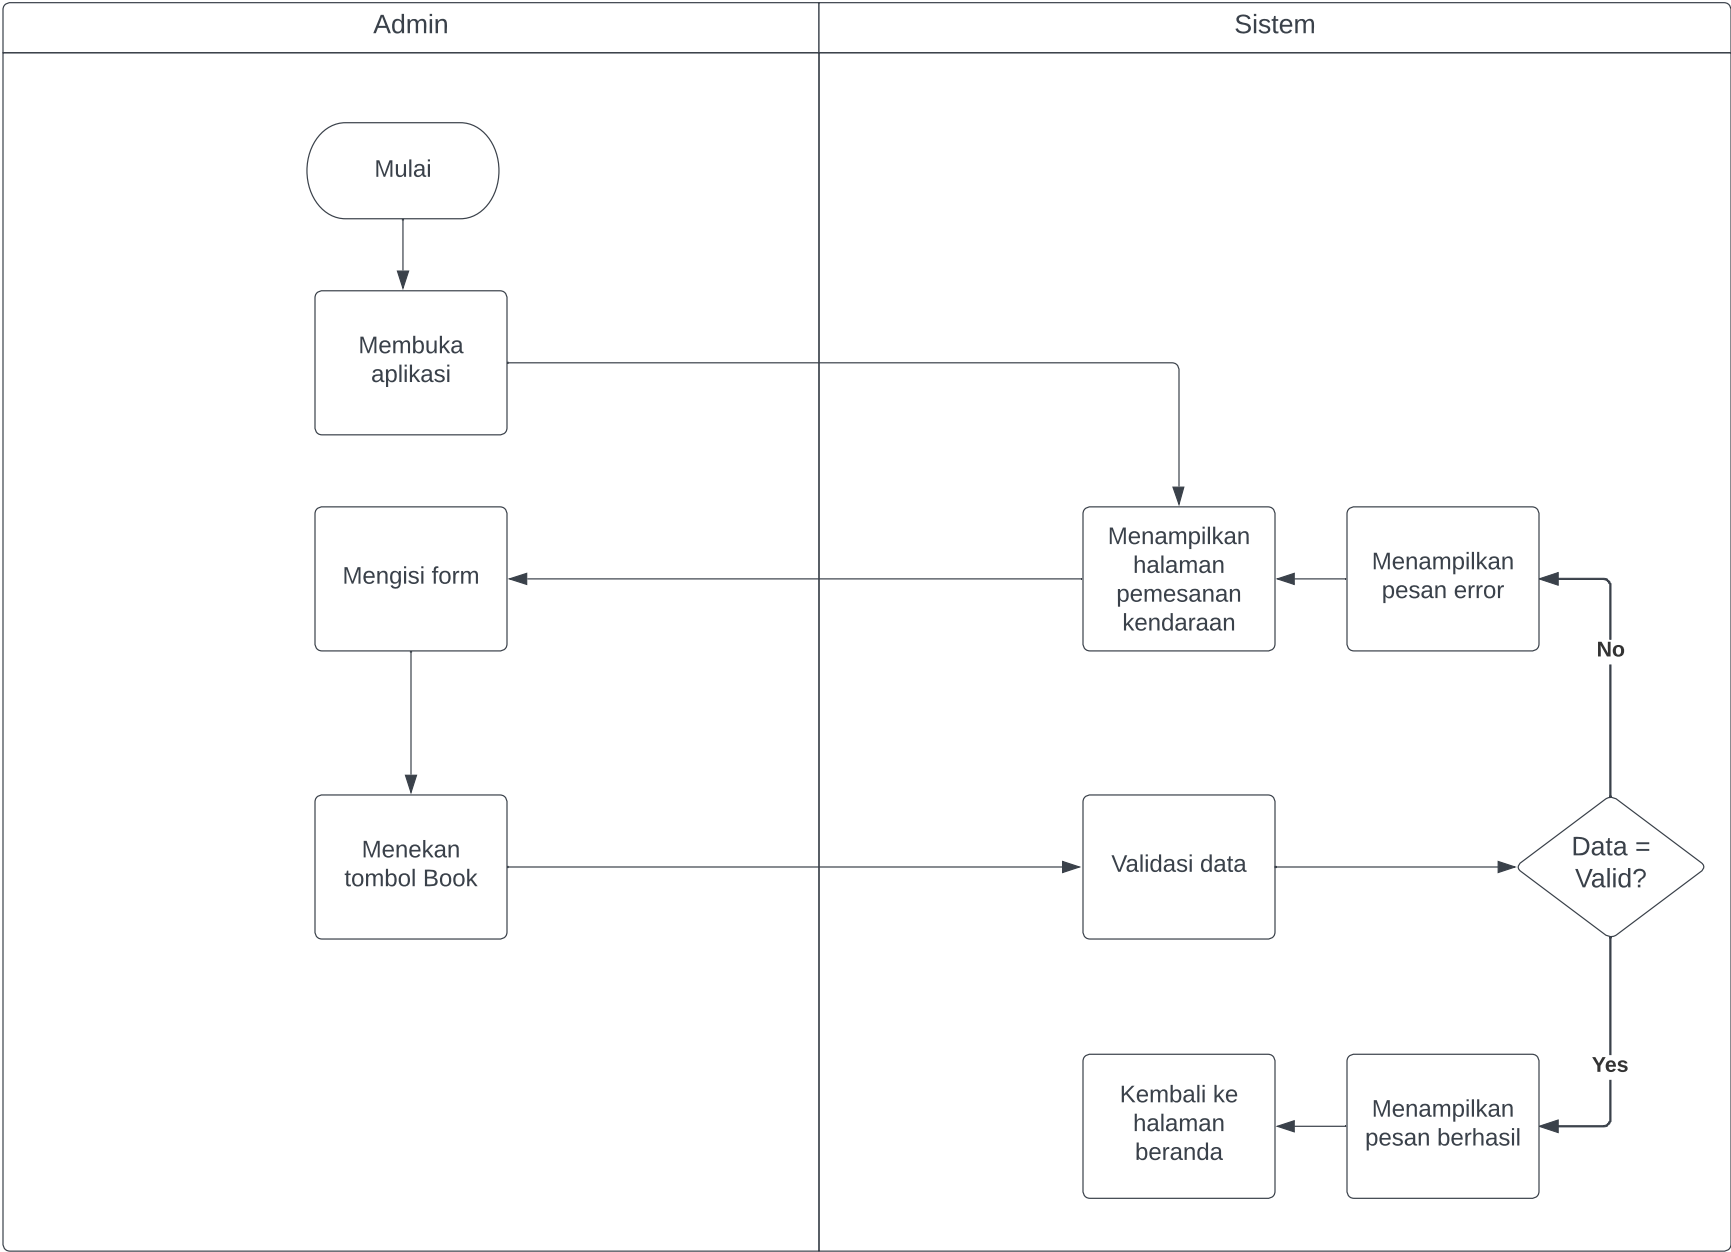 Admin
Sistem
Mulai
Membuka
aplikasi
Mengisi form
Menampilkan
halaman
pemesanan
kendaraan
Menampilkan
pesan error
No
Menekan
tombol Book
Validasi data
Data =
Valid?
Yes
Kembali ke
halaman
beranda
Menampilkan
pesan berhasil